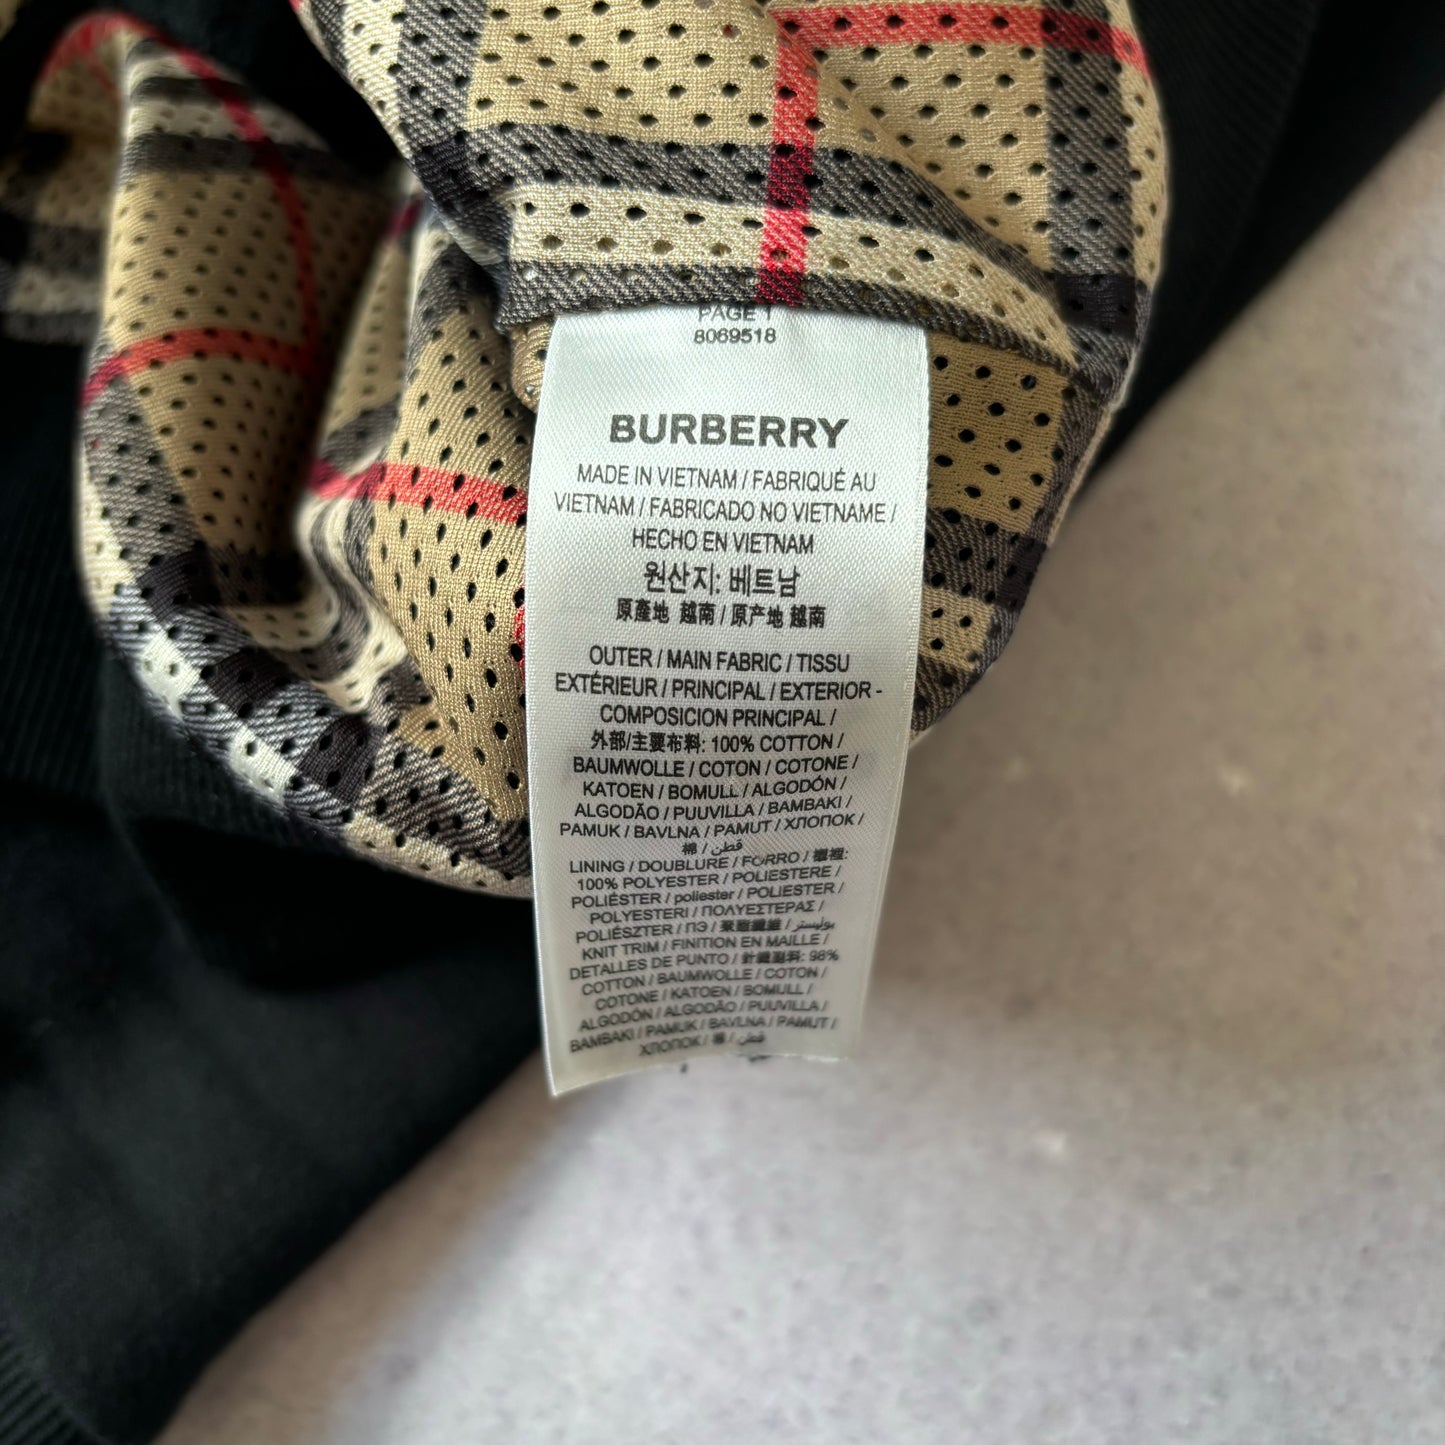 PAGE 1
8069518
BURBERRY
MADE IN VIETNAM / FABRIQUÉ AU
VIETNAM / FABRICADO NO VIETNAME /
HECHO EN VIETNAM
원산지: 베트남
原產地 越南 / 原产地 越南
OUTER / MAIN FABRIC / TISSU
EXTÉRIEUR / PRINCIPAL / EXTERIOR -
COMPOSICION PRINCIPAL /
外部/主要布料: 100% COTTON /
BAUMWOLLE / COTON / COTONE /
KATOEN / BOMULL / ALGODÓN /
ALGODÃO / PUUVILLA / BAMBAKI /
PAMUK / BAVLNA / PAMUT / ХЛОПОК /
棉 / قطن /
LINING / DOUBLURE / FORRO / 襯裡:
100% POLYESTER / POLIESTERE /
POLIÉSTER / poliester / POLIESTER /
POLYESTERI / ΠΟΛΥΕΣΤΕΡΑΣ /
POLIÉSZTER / ПЭ / 聚酯纖維 / بوليستر /
KNIT TRIM / FINITION EN MAILLE /
DETALLES DE PUNTO / 針織副料: 98%
COTTON / BAUMWOLLE / COTON /
COTONE / KATOEN / BOMULL /
ALGODÓN / ALGODÃO / PUUVILLA /
BAMBAKI / PAMUK / BAVLNA / PAMUT /
ХЛОПОК / 棉 / قطن /